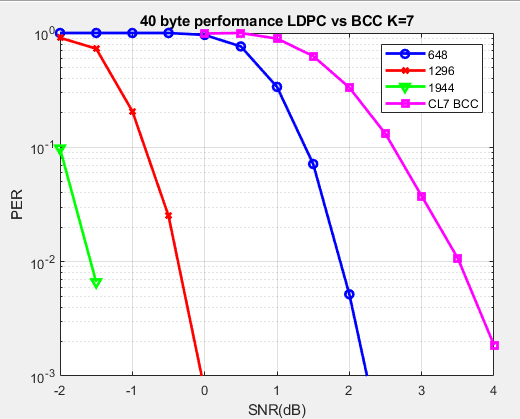 40 byte performance LDPC vs BCC K=7
10^0
10^-1
10^-2
10^-3
PER
648
1296
1944
CL7 BCC
-2 -1 0 1 2 3 4
SNR(dB)